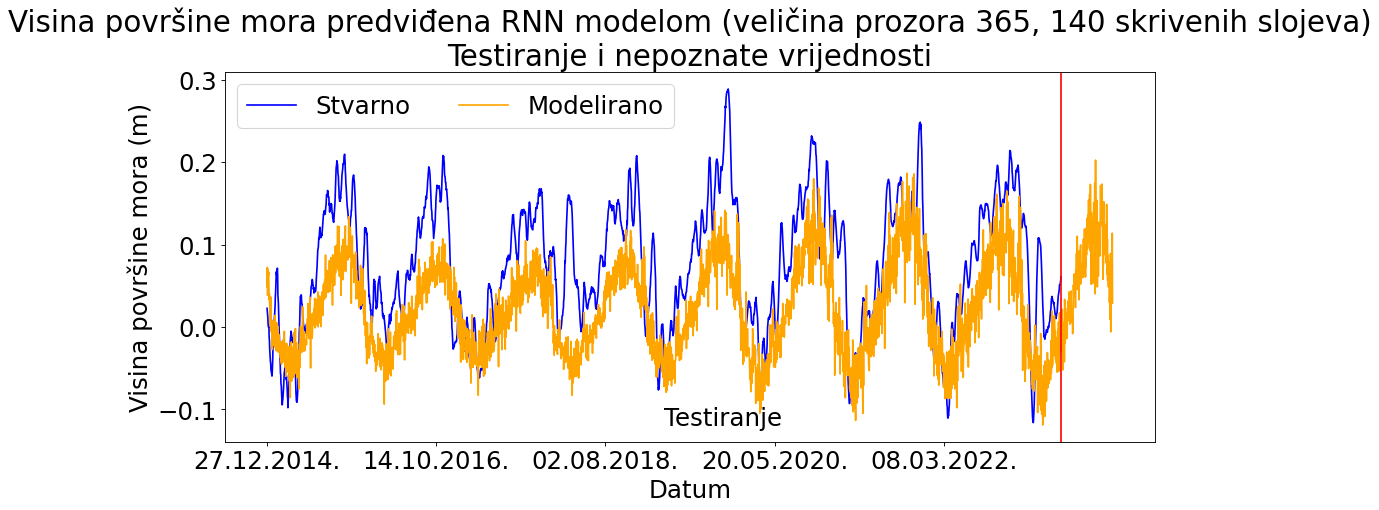 Visina površine mora predviđena RNN modelom (veličina prozora 365, 140 skrivenih slojeva)
Testiranje i nepoznate vrijednosti
Stvarno Modelirano
Visina površine mora (m)
0.3
0.2
0.1
0.0
−0.1
Testiranje
27.12.2014. 14.10.2016. 02.08.2018. 20.05.2020. 08.03.2022.
Datum